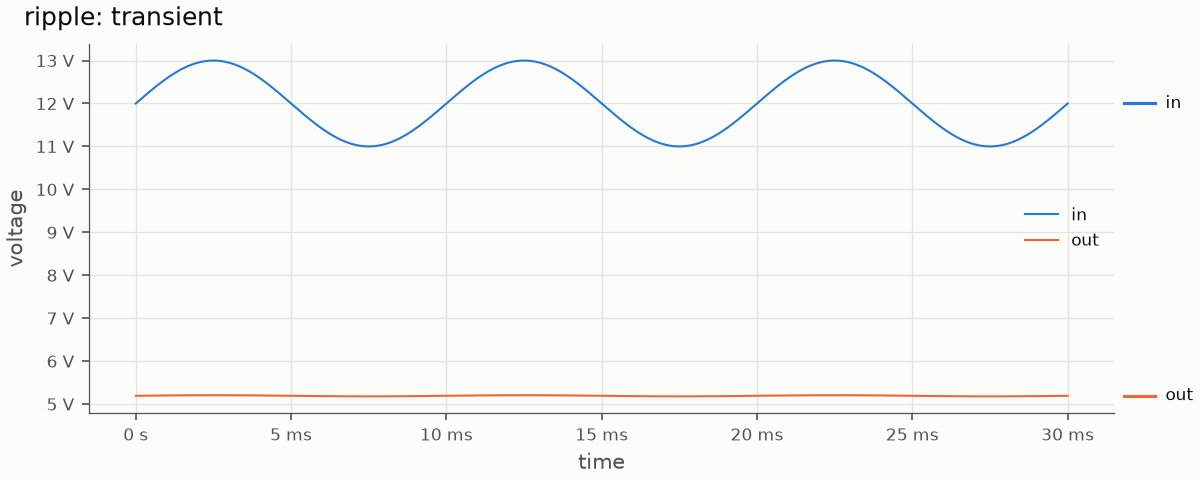 ripple: transient
13 V
12 V
11 V
10 V
9 V
8 V
7 V
6 V
5 V
voltage
in
in
out
out
0 s 5 ms 10 ms 15 ms 20 ms 25 ms 30 ms
time